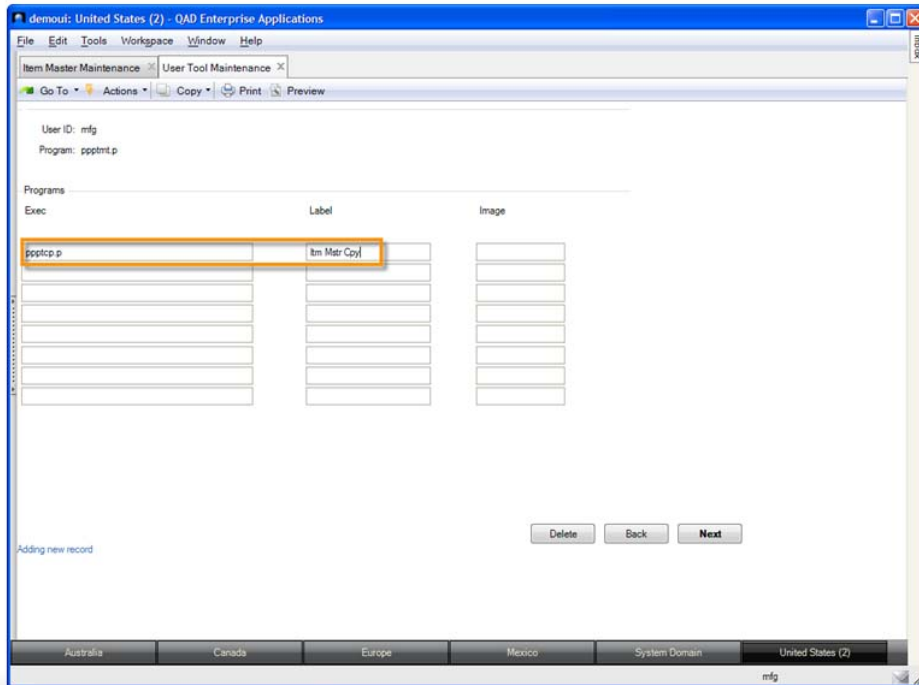 demoui: United States (2) - QAD Enterprise Applications
File Edit Tools Workspace Window Help
Inbox
Item Master Maintenance User Tool Maintenance
Go To Actions Copy Print Preview
User ID: mfg
Program: ppptmt.p
Programs
Exec Label Image
ppptcp.p Itm Mstr Cpy
Delete Back Next
Adding new record
Australia Canada Europe Mexico System Domain United States (2)
mfg